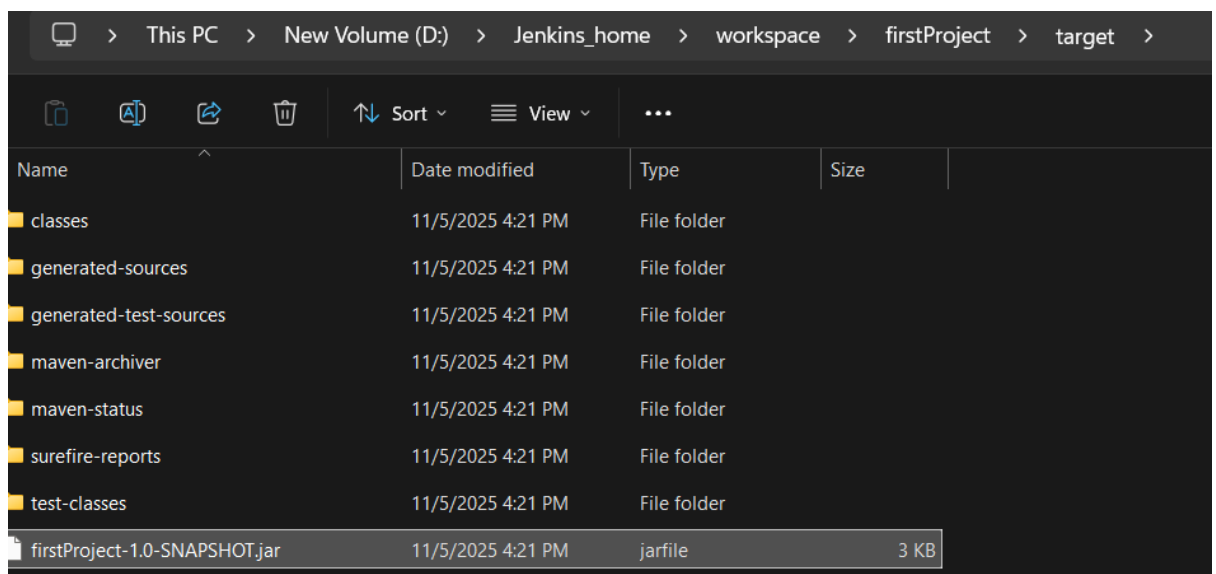 This PC > New Volume (D:) > Jenkins_home > workspace > firstProject > target >
Sort View
Name Date modified Type Size
classes 11/5/2025 4:21 PM File folder
generated-sources 11/5/2025 4:21 PM File folder
generated-test-sources 11/5/2025 4:21 PM File folder
maven-archiver 11/5/2025 4:21 PM File folder
maven-status 11/5/2025 4:21 PM File folder
surefire-reports 11/5/2025 4:21 PM File folder
test-classes 11/5/2025 4:21 PM File folder
firstProject-1.0-SNAPSHOT.jar 11/5/2025 4:21 PM jarfile 3 KB